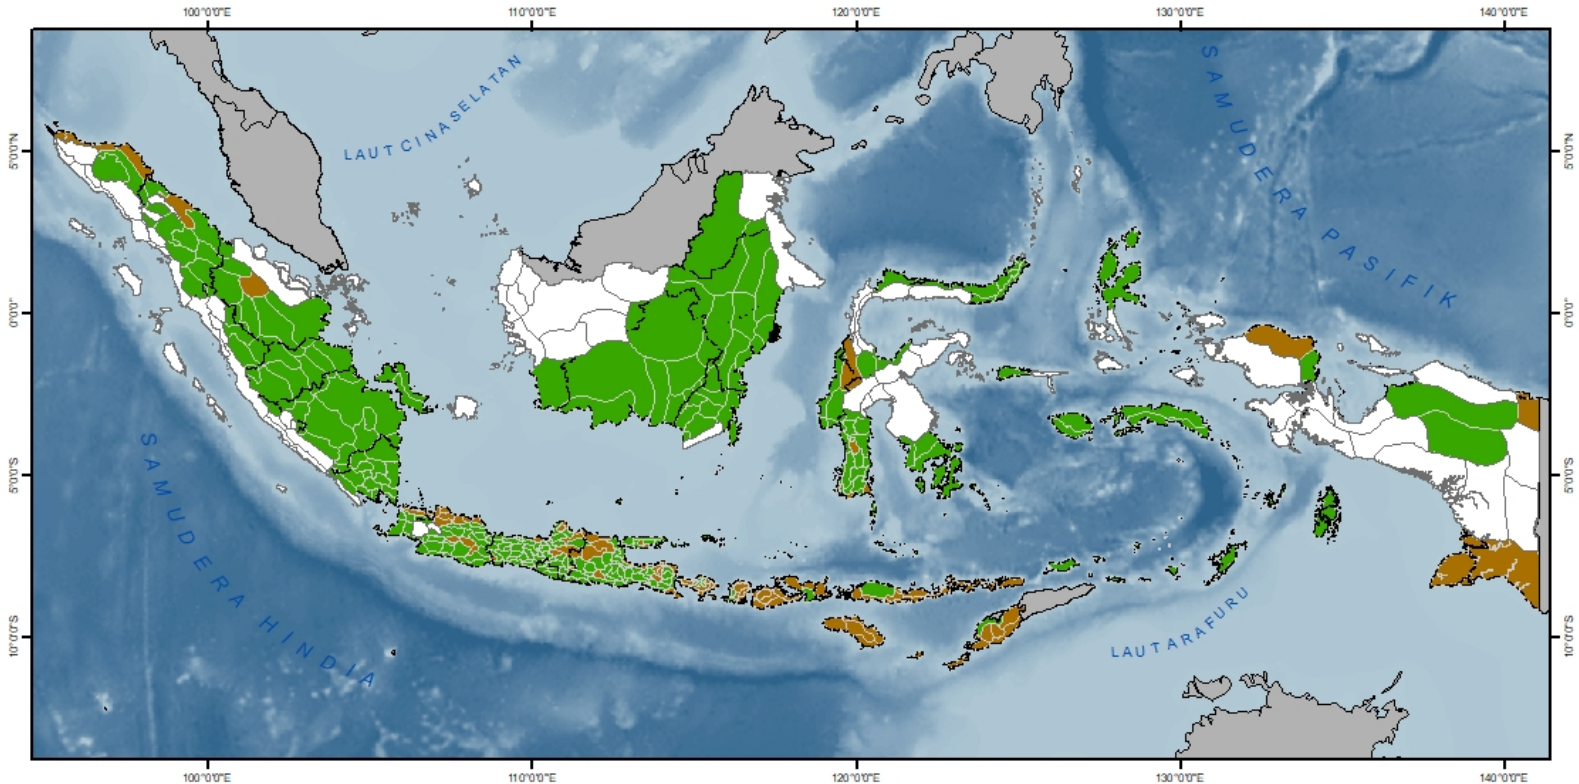 100°0'0"E 110°0'0"E 120°0'0"E 130°0'0"E 140°0'0"E
LAUT CINA SELATAN
SAMUDERA PASIFIK
5°0'0"N 5°0'0"N
0°0'0" 0°0'0"
5°0'0"S 5°0'0"S
SAMUDERA HINDIA
LAUT ARAFURU
10°0'0"S 10°0'0"S
100°0'0"E 110°0'0"E 120°0'0"E 130°0'0"E 140°0'0"E